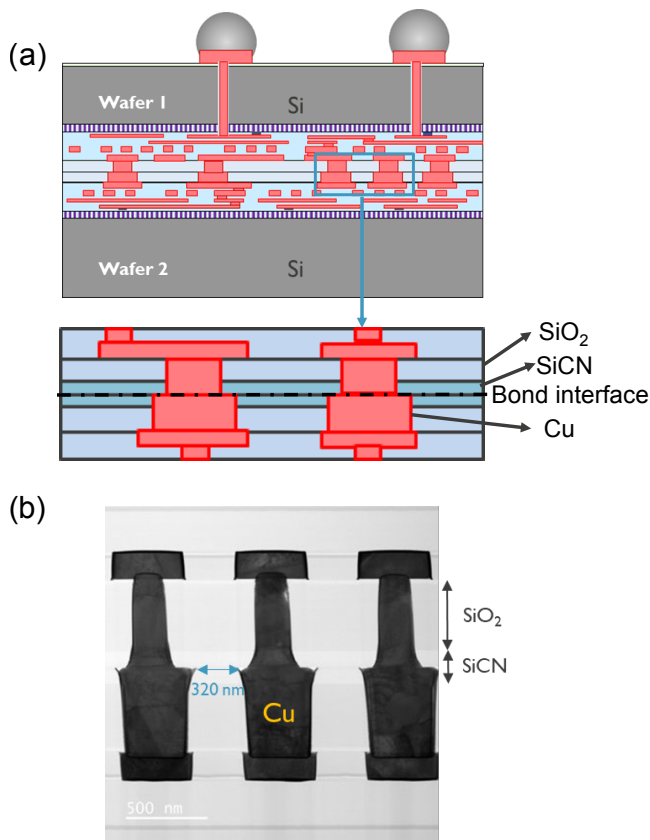 (a)
Wafer 1
Si
Wafer 2
Si
SiO₂
SiCN
Bond interface
Cu
(b)
SiO₂
SiCN
320 nm
Cu
500 nm